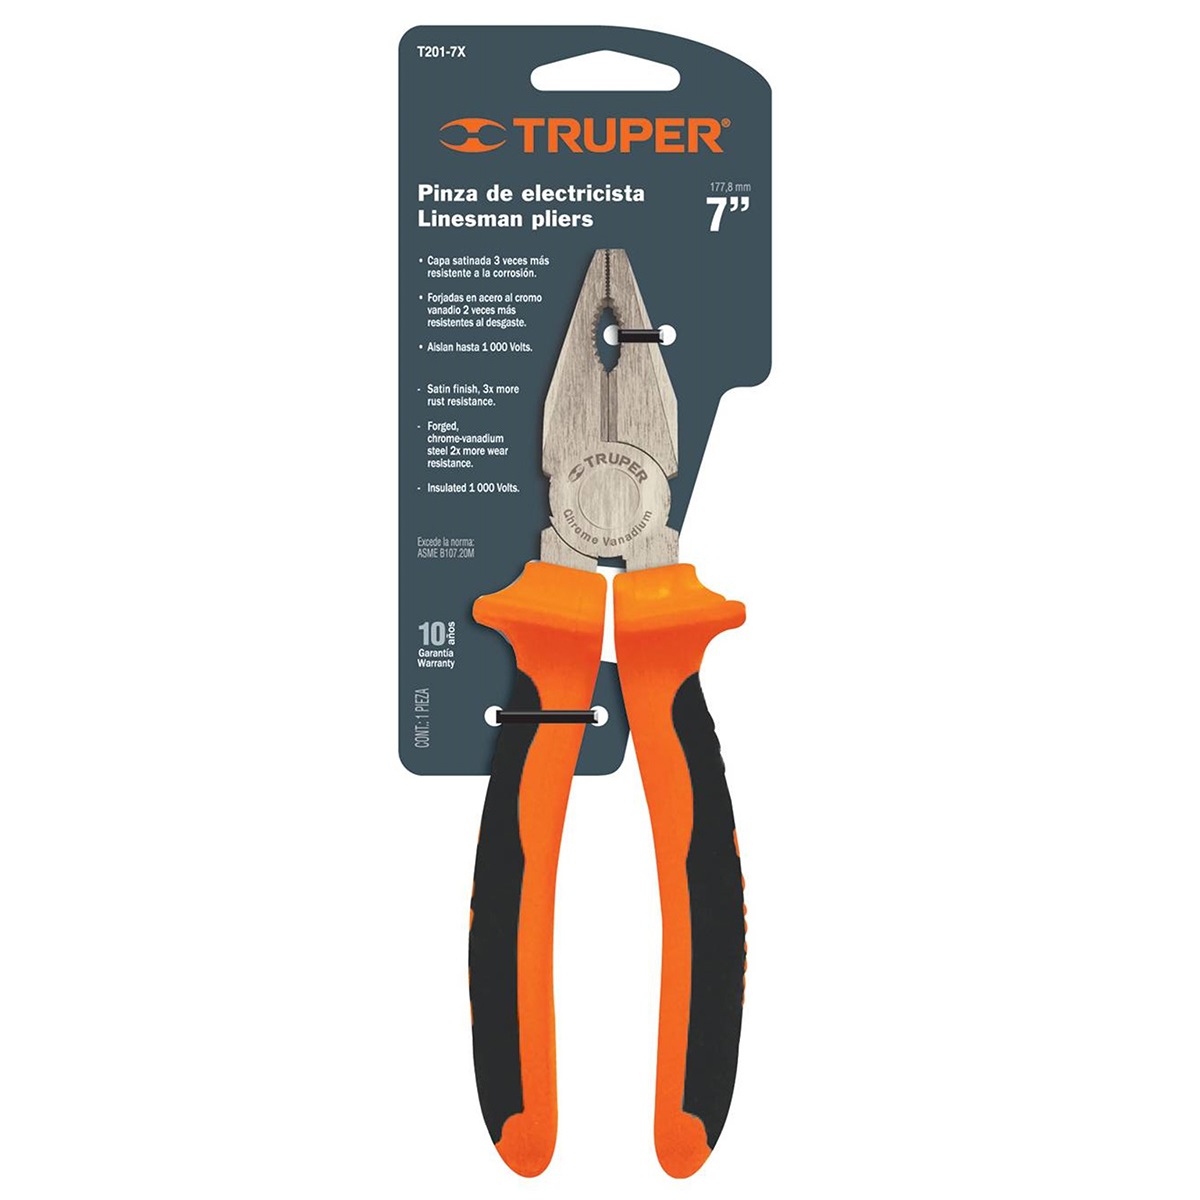 T201-7X
TRUPER®
Pinza de electricista
Linesman pliers
177,8 mm
7”
• Capa satinada 3 veces más
resistente a la corrosión.
• Forjadas en acero al cromo
vanadio 2 veces más
resistentes al desgaste.
• Aislan hasta 1 000 Volts.
- Satin finish, 3x more
rust resistance.
- Forged,
chrome-vanadium
steel 2x more wear
resistance.
- Insulated 1 000 Volts.
TRUPER
Chrome Vanadium
Excede la norma:
ASME B107.20M
10 años
Garantía
Warranty
CONT.: 1 PIEZA